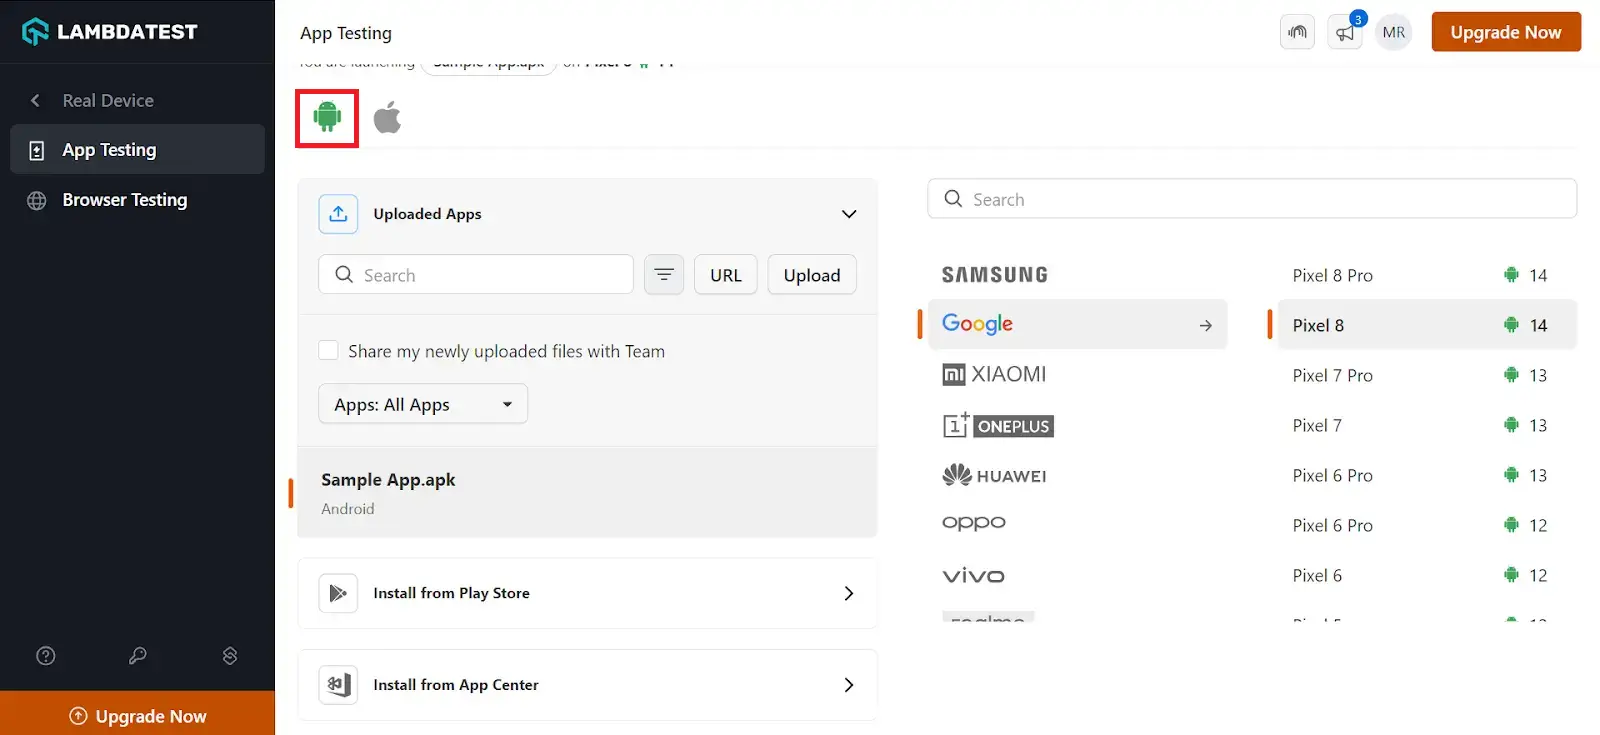 LAMBDATEST
App Testing
3
MR
Upgrade Now
You are launching Sample App.apk on Pixel 8 14
Real Device
App Testing
Browser Testing
Uploaded Apps
Search
URL
Upload
Share my newly uploaded files with Team
Apps: All Apps
Sample App.apk
Android
Install from Play Store
Install from App Center
Search
SAMSUNG
Google
XIAOMI
ONEPLUS
HUAWEI
oppo
vivo
realme
Pixel 8 Pro 14
Pixel 8 14
Pixel 7 Pro 13
Pixel 7 13
Pixel 6 Pro 13
Pixel 6 Pro 12
Pixel 6 12
Upgrade Now